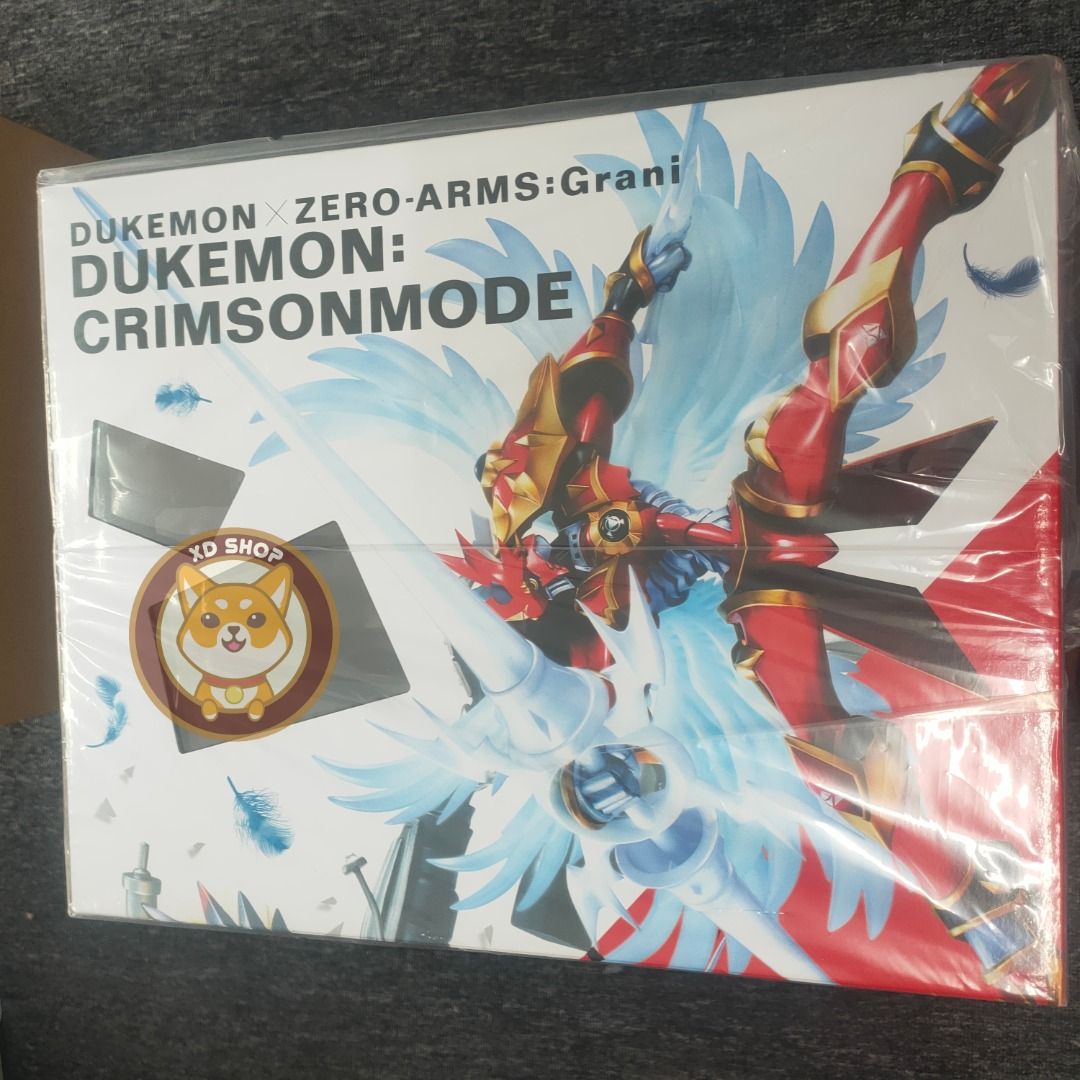 DUKEMON × ZERO-ARMS:Grani
DUKEMON:
CRIMSONMODE
XD SHOP